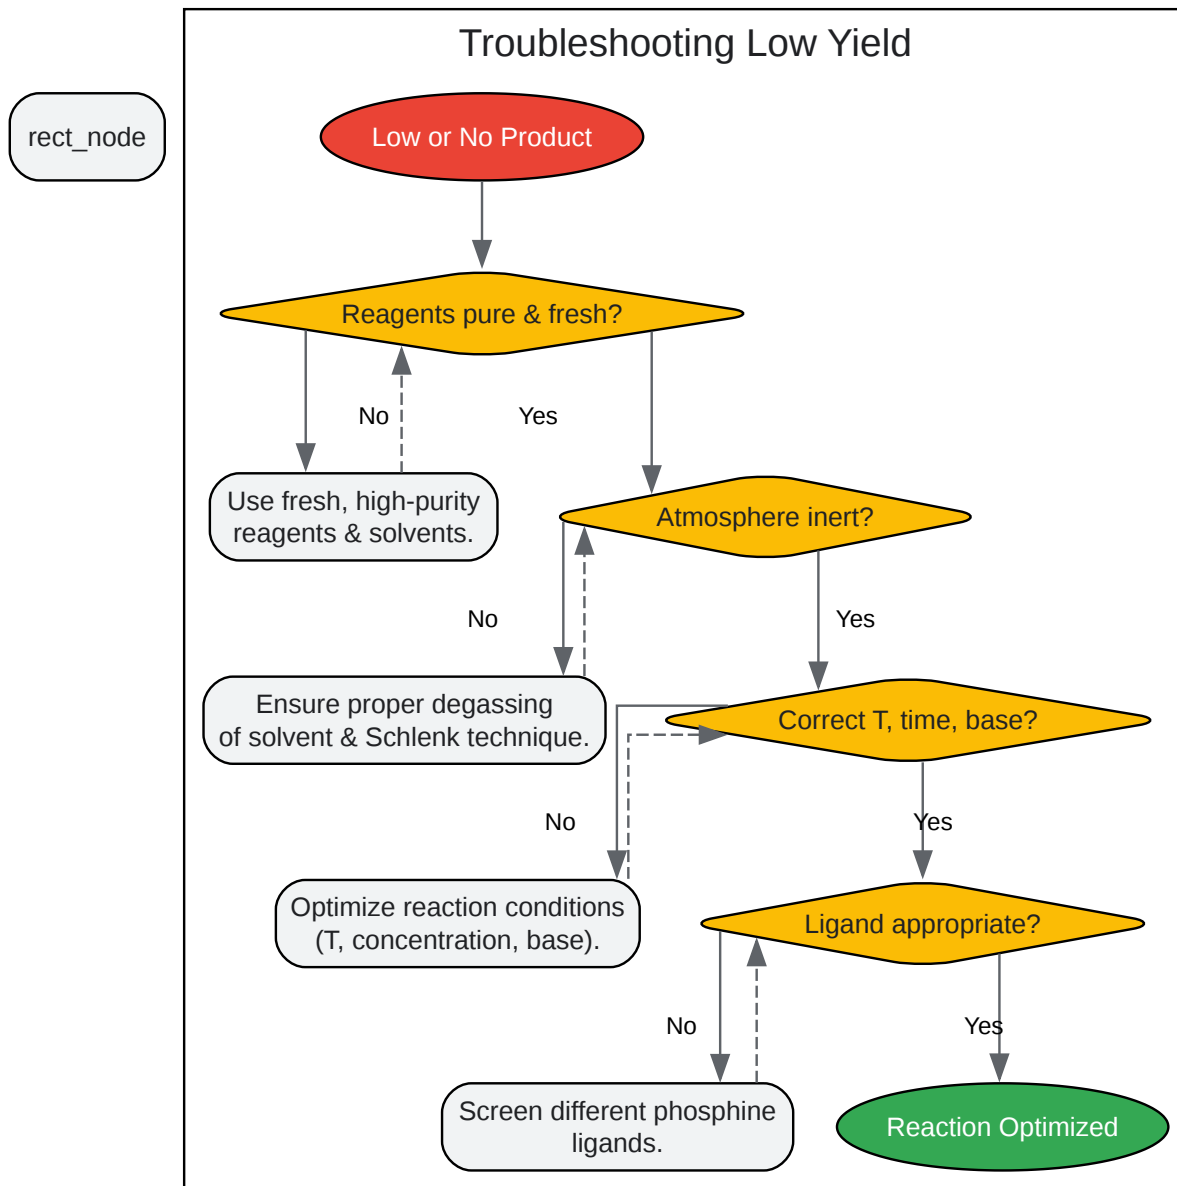 Troubleshooting Low Yield
rect_node
Low or No Product
Reagents pure & fresh?
No
Yes
Use fresh, high-purity
reagents & solvents.
Atmosphere inert?
No
Yes
Ensure proper degassing
of solvent & Schlenk technique.
Correct T, time, base?
No
Yes
Optimize reaction conditions
(T, concentration, base).
Ligand appropriate?
No
Yes
Screen different phosphine
ligands.
Reaction Optimized